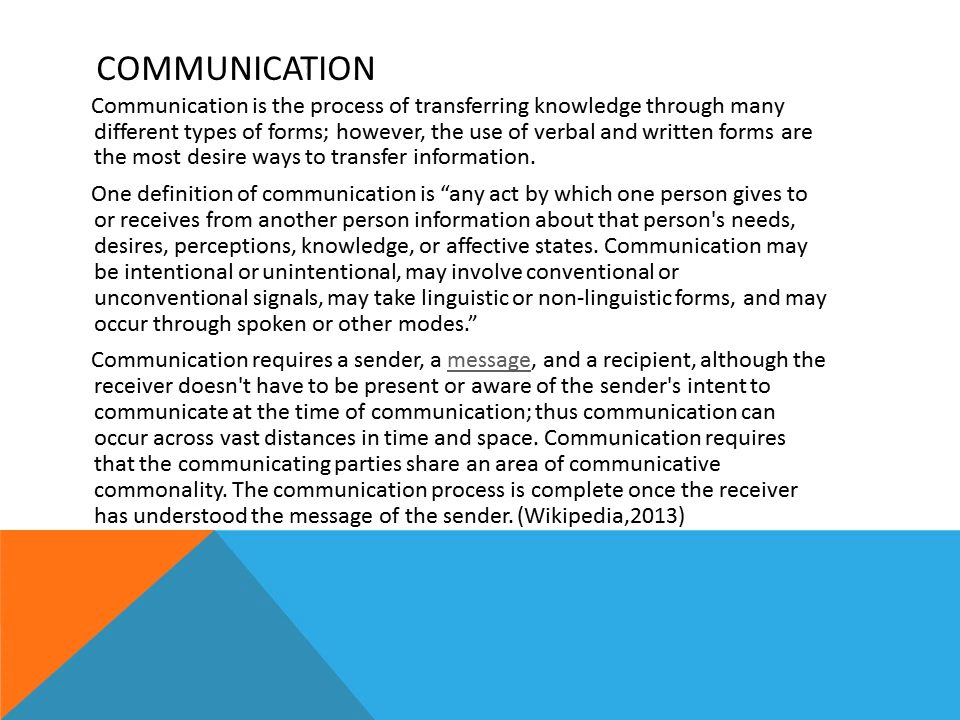 COMMUNICATION
Communication is the process of transferring knowledge through many
different types of forms; however, the use of verbal and written forms are
the most desire ways to transfer information.
One definition of communication is “any act by which one person gives to
or receives from another person information about that person's needs,
desires, perceptions, knowledge, or affective states. Communication may
be intentional or unintentional, may involve conventional or
unconventional signals, may take linguistic or non-linguistic forms, and may
occur through spoken or other modes.”
Communication requires a sender, a message, and a recipient, although the
receiver doesn't have to be present or aware of the sender's intent to
communicate at the time of communication; thus communication can
occur across vast distances in time and space. Communication requires
that the communicating parties share an area of communicative
commonality. The communication process is complete once the receiver
has understood the message of the sender. (Wikipedia,2013)